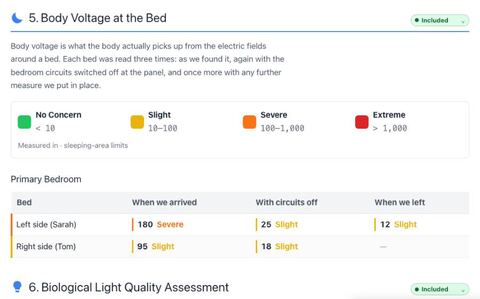 5. Body Voltage at the Bed
Included
Body voltage is what the body actually picks up from the electric fields
around a bed. Each bed was read three times: as we found it, again with the
bedroom circuits switched off at the panel, and once more with any further
measure we put in place.
No Concern
< 10
Slight
10–100
Severe
100–1,000
Extreme
> 1,000
Measured in · sleeping-area limits
Primary Bedroom
Bed When we arrived With circuits off When we left
Left side (Sarah) 180 Severe 25 Slight 12 Slight
Right side (Tom) 95 Slight 18 Slight —
6. Biological Light Quality Assessment
Included